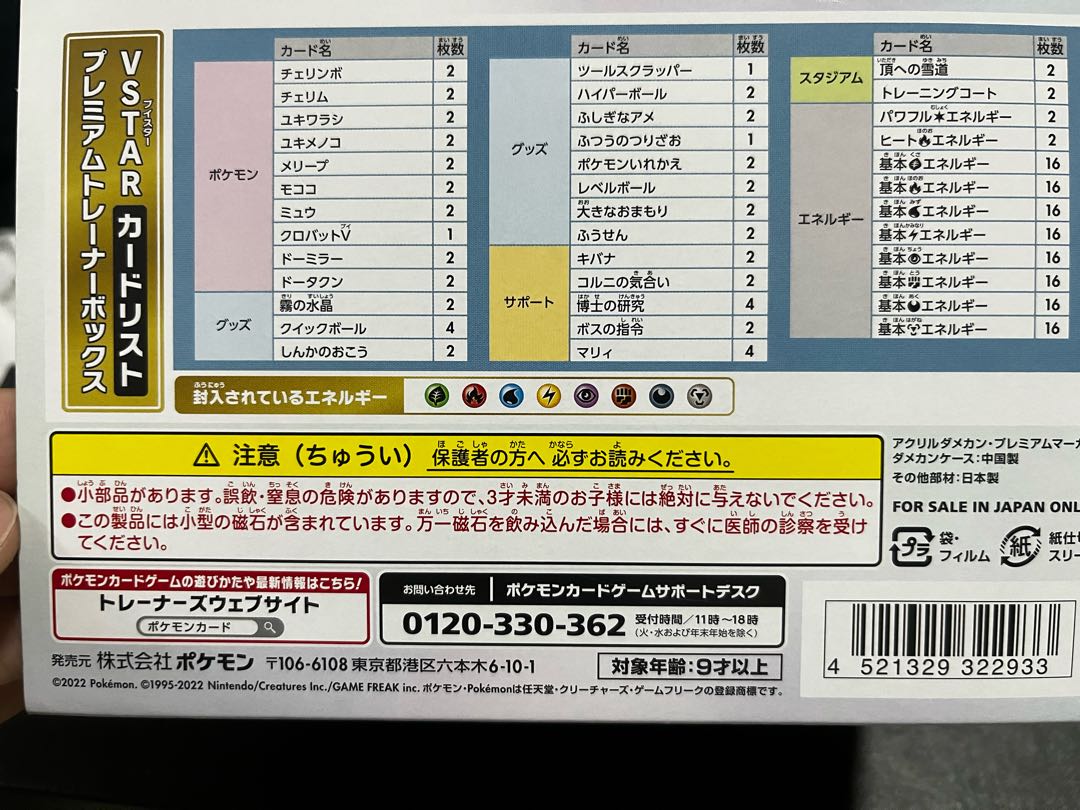 VSTAR カードリスト
ブイスター
プレミアムトレーナーボックス
カード名 枚数
ポケモン
チェリンボ 2
チェリム 2
ユキワラシ 2
ユキメノコ 2
メリープ 2
モココ 2
ミュウ 2
クロバットV 1
ドーミラー 2
ドータクン 2
グッズ
霧の水晶 2
クイックボール 4
しんかのおこう 2
カード名 枚数
グッズ
ツールスクラッパー 1
ハイパーボール 2
ふしぎなアメ 2
ふつうのつりざお 1
ポケモンいれかえ 2
レベルボール 2
大きなおまもり 2
ふうせん 2
サポート
キバナ 2
コルニの気合い 2
博士の研究 4
ボスの指令 2
マリィ 4
カード名 枚数
スタジアム
頂への雪道 2
トレーニングコート 2
エネルギー
パワフルエネルギー 2
ヒートエネルギー 2
基本エネルギー 16
基本エネルギー 16
基本エネルギー 16
基本エネルギー 16
基本エネルギー 16
基本エネルギー 16
基本エネルギー 16
基本エネルギー 16
封入されているエネルギー
⚠ 注意（ちゅうい） 保護者の方へ 必ずお読みください。
●小部品があります。誤飲・窒息の危険がありますので、3才未満のお子様には絶対に与えないでください。
●この製品には小型の磁石が含まれています。万一磁石を飲み込んだ場合には、すぐに医師の診察を受け
てください。
アクリルダメカン・プレミアムマーカ
ダメカンケース:中国製
その他部材:日本製
FOR SALE IN JAPAN ONL
プラ 袋・
フィルム
紙 紙仕
スリー
ポケモンカードゲームの遊びかたや最新情報はこちら!
トレーナーズウェブサイト
ポケモンカード
お問い合わせ先 ポケモンカードゲームサポートデスク
0120-330-362 受付時間／11時～18時
(火・水および年末年始を除く)
発売元 株式会社ポケモン 〒106-6108 東京都港区六本木6-10-1
対象年齢:9才以上
©2022 Pokémon. ©1995-2022 Nintendo/Creatures Inc./GAME FREAK inc. ポケモン・Pokémonは任天堂・クリーチャーズ・ゲームフリークの登録商標です。
4 521329 322933